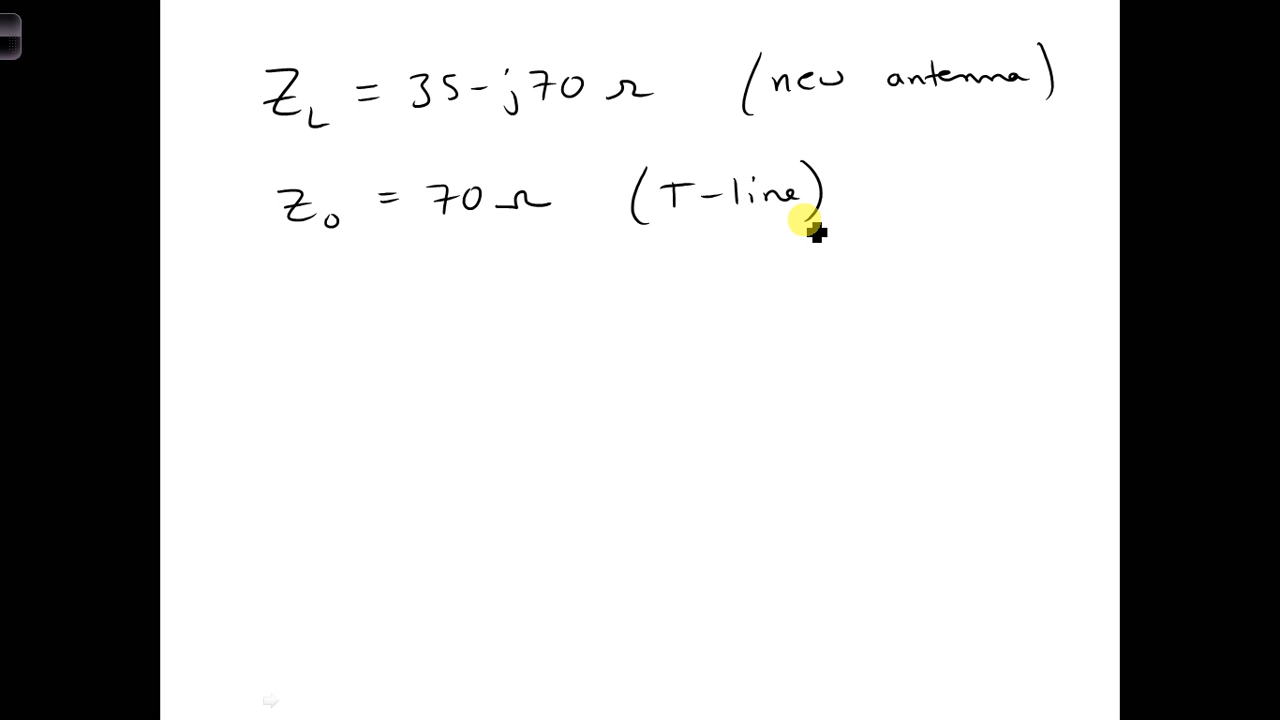 Z_L = 35 - j70 Ω (new antenna)
Z_0 = 70 Ω (T-line)